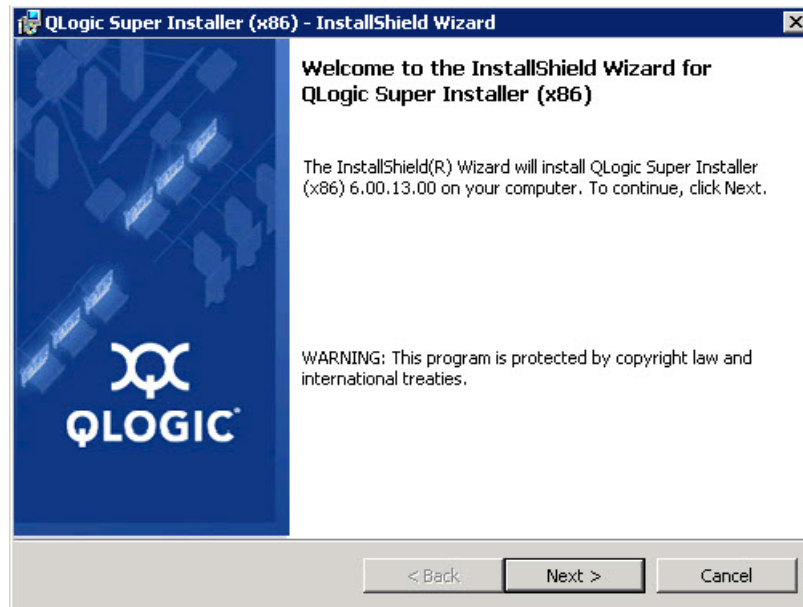 QLogic Super Installer (x86) - InstallShield Wizard
Welcome to the InstallShield Wizard for
QLogic Super Installer (x86)
The InstallShield(R) Wizard will install QLogic Super Installer
(x86) 6.00.13.00 on your computer. To continue, click Next.
WARNING: This program is protected by copyright law and
international treaties.
QLOGIC
< Back
Next >
Cancel